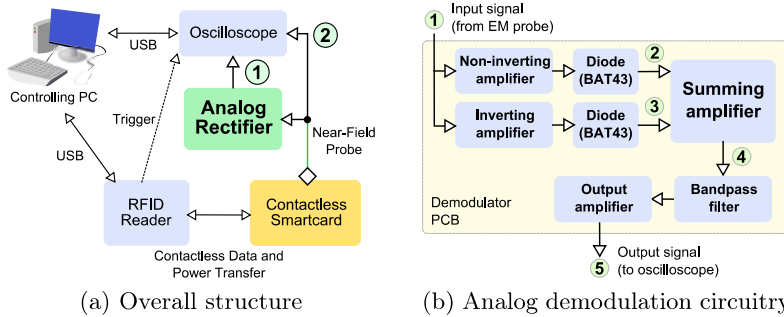 Oscilloscope
2
USB
1
Controlling PC
Analog
Rectifier
Trigger
Near-Field
Probe
USB
RFID
Reader
Contactless
Smartcard
Contactless Data and
Power Transfer
(a) Overall structure
1 Input signal
(from EM probe)
Non-inverting
amplifier
Diode
(BAT43)
2
Summing
amplifier
Inverting
amplifier
Diode
(BAT43)
3
4
Demodulator
PCB
Output
amplifier
Bandpass
filter
5
Output signal
(to oscilloscope)
(b) Analog demodulation circuitry